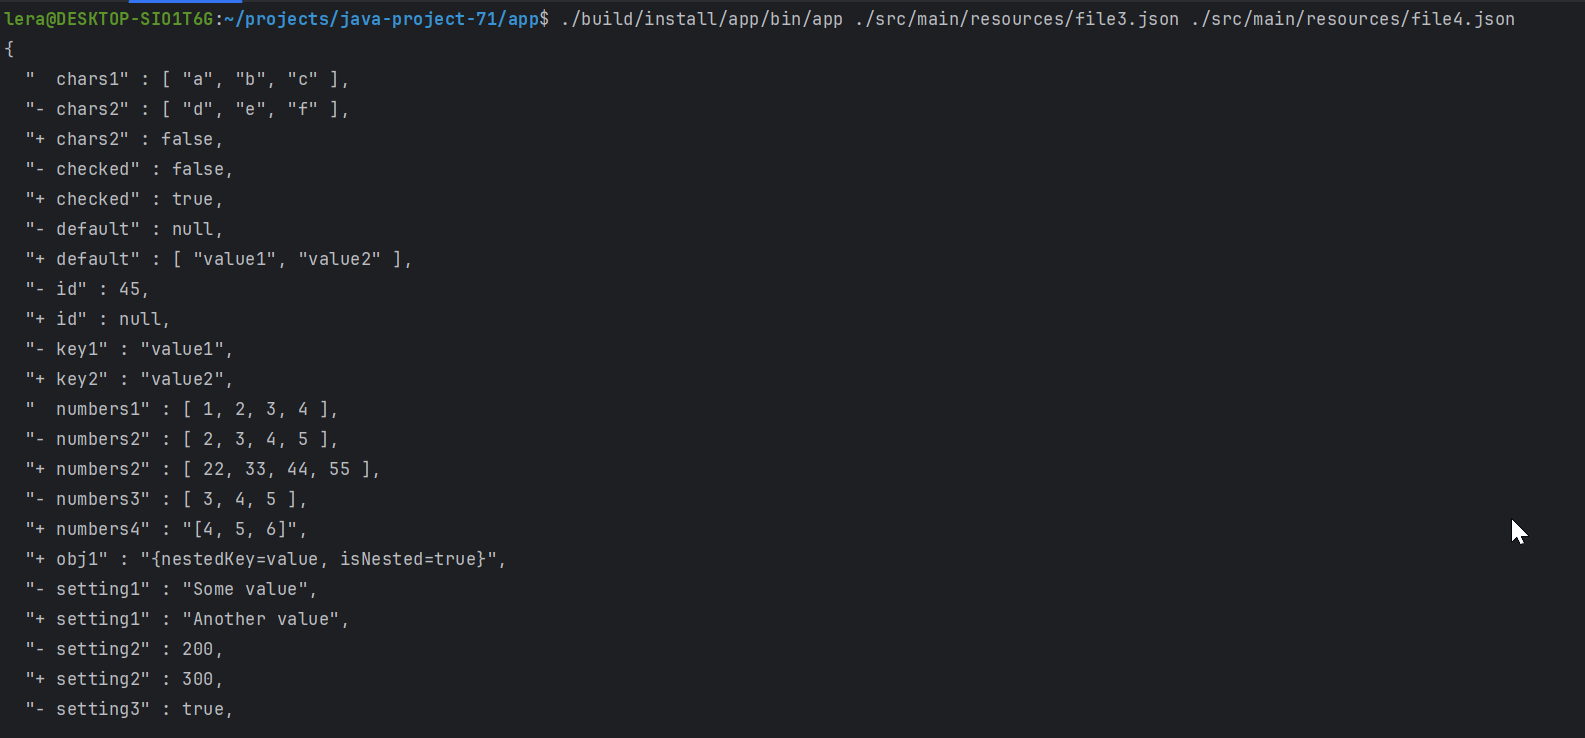 lera@DESKTOP-SIO1T6G:~/projects/java-project-71/app$ ./build/install/app/bin/app ./src/main/resources/file3.json ./src/main/resources/file4.json
{
  "  chars1" : [ "a", "b", "c" ],
  "- chars2" : [ "d", "e", "f" ],
  "+ chars2" : false,
  "- checked" : false,
  "+ checked" : true,
  "- default" : null,
  "+ default" : [ "value1", "value2" ],
  "- id" : 45,
  "+ id" : null,
  "- key1" : "value1",
  "+ key2" : "value2",
  "  numbers1" : [ 1, 2, 3, 4 ],
  "- numbers2" : [ 2, 3, 4, 5 ],
  "+ numbers2" : [ 22, 33, 44, 55 ],
  "- numbers3" : [ 3, 4, 5 ],
  "+ numbers4" : "[4, 5, 6]",
  "+ obj1" : "{nestedKey=value, isNested=true}",
  "- setting1" : "Some value",
  "+ setting1" : "Another value",
  "- setting2" : 200,
  "+ setting2" : 300,
  "- setting3" : true,